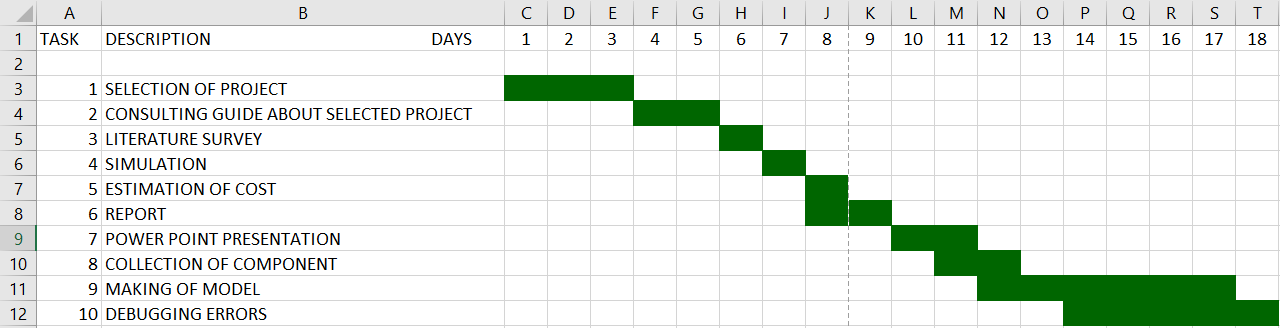 A B C D E F G H I J K L M N O P Q R S T
1 TASK DESCRIPTION DAYS 1 2 3 4 5 6 7 8 9 10 11 12 13 14 15 16 17 18
2
3 1 SELECTION OF PROJECT
4 2 CONSULTING GUIDE ABOUT SELECTED PROJECT
5 3 LITERATURE SURVEY
6 4 SIMULATION
7 5 ESTIMATION OF COST
8 6 REPORT
9 7 POWER POINT PRESENTATION
10 8 COLLECTION OF COMPONENT
11 9 MAKING OF MODEL
12 10 DEBUGGING ERRORS